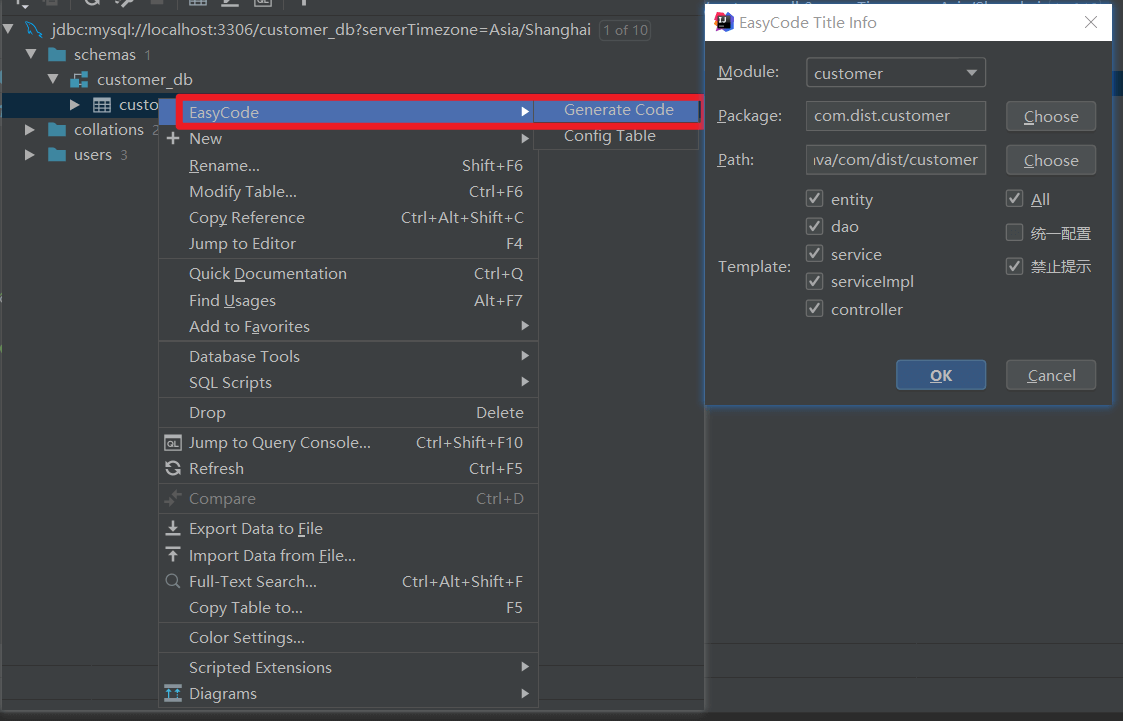 jdbc:mysql://localhost:3306/customer_db?serverTimezone=Asia/Shanghai 1 of 10
schemas 1
customer_db
custo
collations 2
users 3
EasyCode
Generate Code
Config Table
New
Rename... Shift+F6
Modify Table... Ctrl+F6
Copy Reference Ctrl+Alt+Shift+C
Jump to Editor F4
Quick Documentation Ctrl+Q
Find Usages Alt+F7
Add to Favorites
Database Tools
SQL Scripts
Drop Delete
QL Jump to Query Console... Ctrl+Shift+F10
Refresh Ctrl+F5
Compare Ctrl+D
Export Data to File
Import Data from File...
Full-Text Search... Ctrl+Alt+Shift+F
Copy Table to... F5
Color Settings...
Scripted Extensions
Diagrams
EasyCode Title Info
Module: customer
Package: com.dist.customer Choose
Path: ava/com/dist/customer Choose
Template:
entity
dao
service
serviceImpl
controller
All
统一配置
禁止提示
OK Cancel